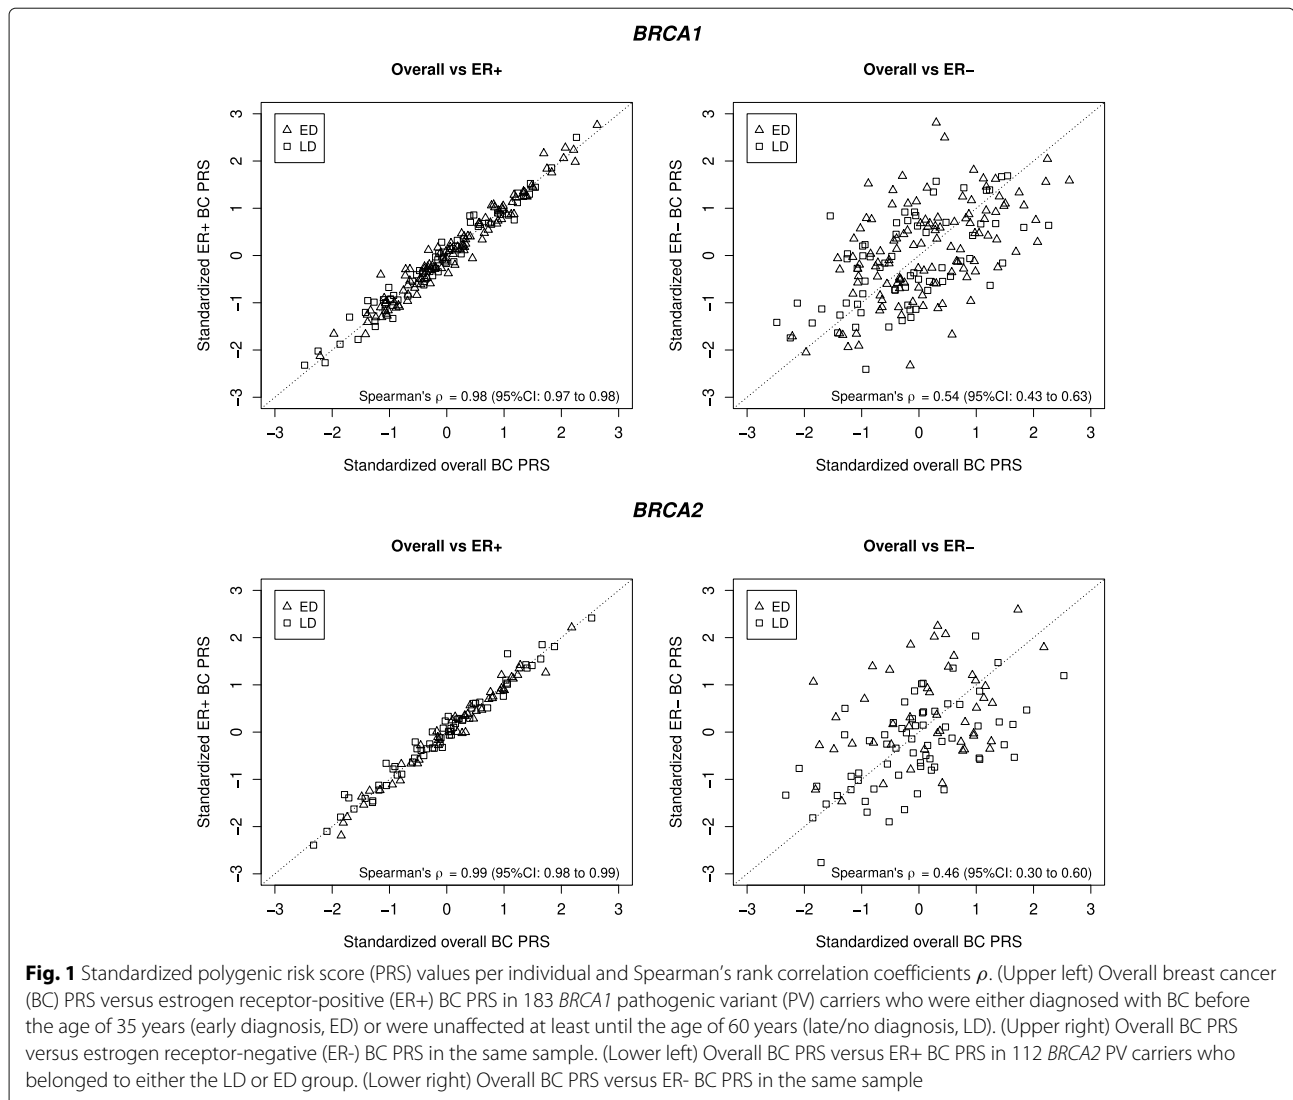 BRCA1
Overall vs ER+
ED
LD
Standardized ER+ BC PRS
3
2
1
0
−1
−2
−3
Spearman's ρ = 0.98 (95%CI: 0.97 to 0.98)
−3 −2 −1 0 1 2 3
Standardized overall BC PRS
Overall vs ER−
ED
LD
Standardized ER− BC PRS
3
2
1
0
−1
−2
−3
Spearman's ρ = 0.54 (95%CI: 0.43 to 0.63)
−3 −2 −1 0 1 2 3
Standardized overall BC PRS
BRCA2
Overall vs ER+
ED
LD
Standardized ER+ BC PRS
3
2
1
0
−1
−2
−3
Spearman's ρ = 0.99 (95%CI: 0.98 to 0.99)
−3 −2 −1 0 1 2 3
Standardized overall BC PRS
Overall vs ER−
ED
LD
Standardized ER− BC PRS
3
2
1
0
−1
−2
−3
Spearman's ρ = 0.46 (95%CI: 0.30 to 0.60)
−3 −2 −1 0 1 2 3
Standardized overall BC PRS
Fig. 1 Standardized polygenic risk score (PRS) values per individual and Spearman's rank correlation coefficients ρ. (Upper left) Overall breast cancer
(BC) PRS versus estrogen receptor-positive (ER+) BC PRS in 183 BRCA1 pathogenic variant (PV) carriers who were either diagnosed with BC before
the age of 35 years (early diagnosis, ED) or were unaffected at least until the age of 60 years (late/no diagnosis, LD). (Upper right) Overall BC PRS
versus estrogen receptor-negative (ER-) BC PRS in the same sample. (Lower left) Overall BC PRS versus ER+ BC PRS in 112 BRCA2 PV carriers who
belonged to either the LD or ED group. (Lower right) Overall BC PRS versus ER- BC PRS in the same sample